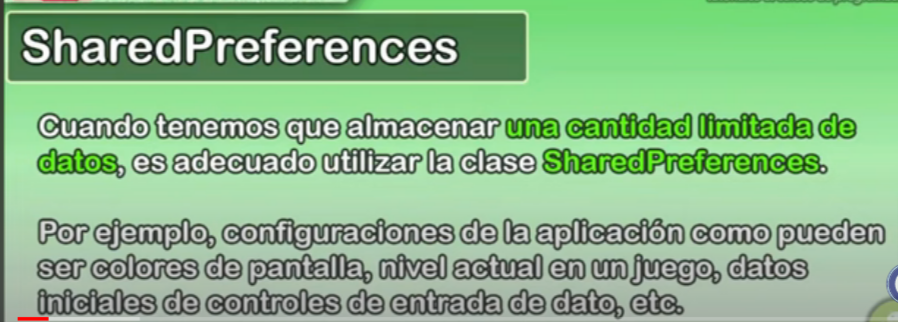 SharedPreferences
Cuando tenemos que almacenar una cantidad limitada de
datos, es adecuado utilizar la clase SharedPreferences.
Por ejemplo, configuraciones de la aplicación como pueden
ser colores de pantalla, nivel actual en un juego, datos
iniciales de controles de entrada de dato, etc.